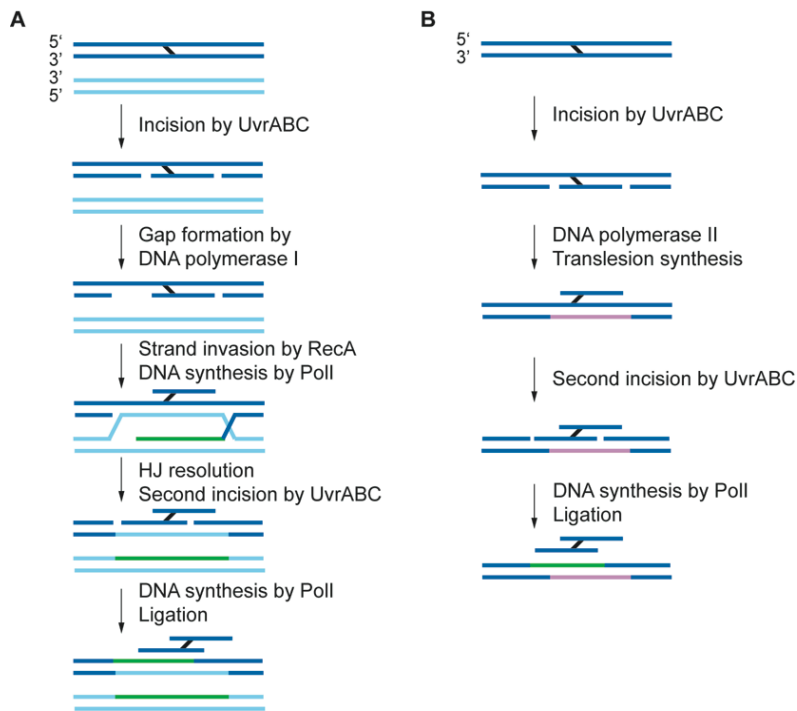 A
5‘
3’
3’
5’
Incision by UvrABC
Gap formation by
DNA polymerase I
Strand invasion by RecA
DNA synthesis by PolI
HJ resolution
Second incision by UvrABC
DNA synthesis by PolI
Ligation
B
5‘
3’
Incision by UvrABC
DNA polymerase II
Translesion synthesis
Second incision by UvrABC
DNA synthesis by PolI
Ligation